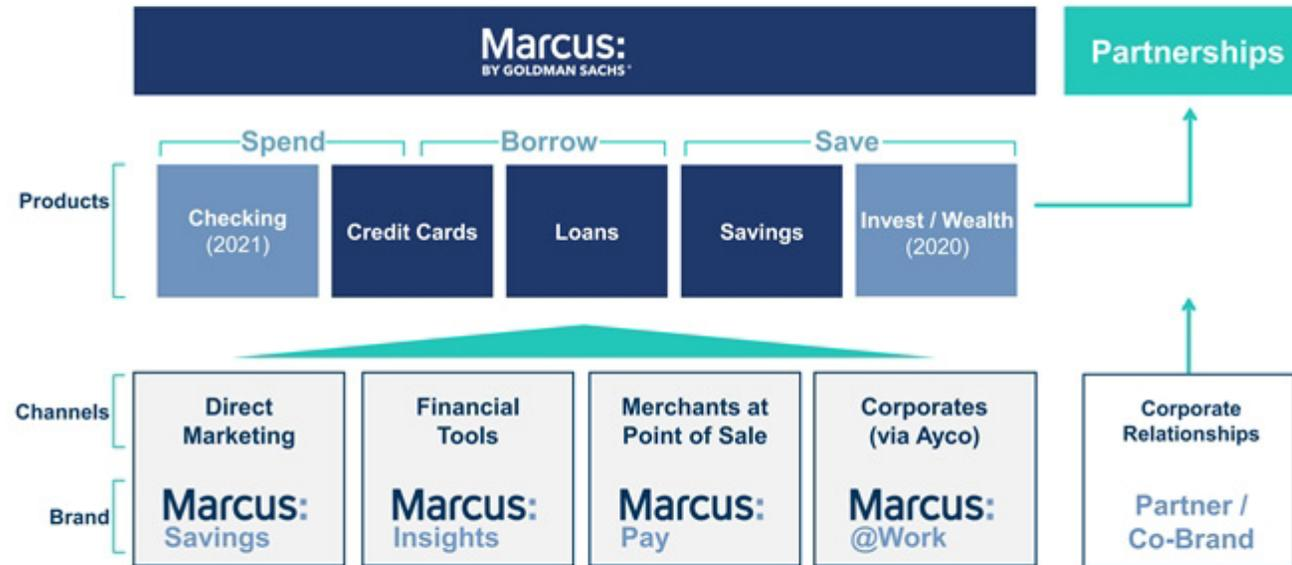 Marcus:
BY GOLDMAN SACHS®
Partnerships
Spend
Borrow
Save
Products
Checking
(2021)
Credit Cards
Loans
Savings
Invest / Wealth
(2020)
Channels
Direct
Marketing
Financial
Tools
Merchants at
Point of Sale
Corporates
(via Ayco)
Corporate
Relationships
Brand
Marcus:
Savings
Marcus:
Insights
Marcus:
Pay
Marcus:
@Work
Partner /
Co-Brand